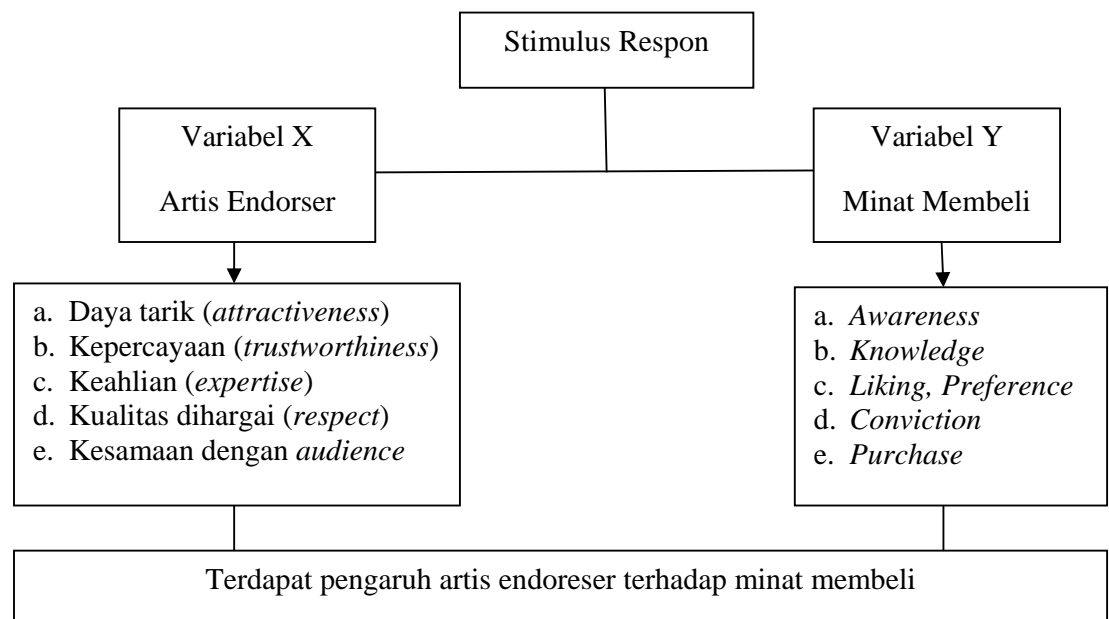 Stimulus Respon
Variabel X
Artis Endorser
Variabel Y
Minat Membeli
a. Daya tarik (attractiveness)
b. Kepercayaan (trustworthiness)
c. Keahlian (expertise)
d. Kualitas dihargai (respect)
e. Kesamaan dengan audience
a. Awareness
b. Knowledge
c. Liking, Preference
d. Conviction
e. Purchase
Terdapat pengaruh artis endoreser terhadap minat membeli